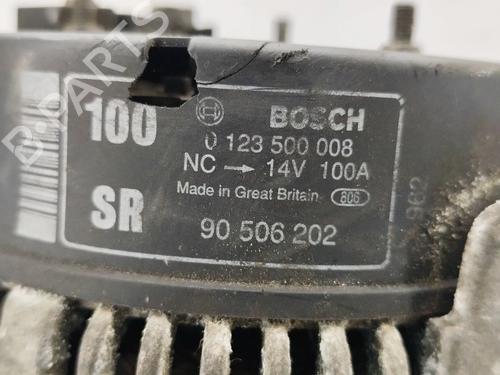 100
BOSCH
0 123 500 008
NC → 14V 100A
Made in Great Britain 806
SR
90 506 202
962
B-PARTS